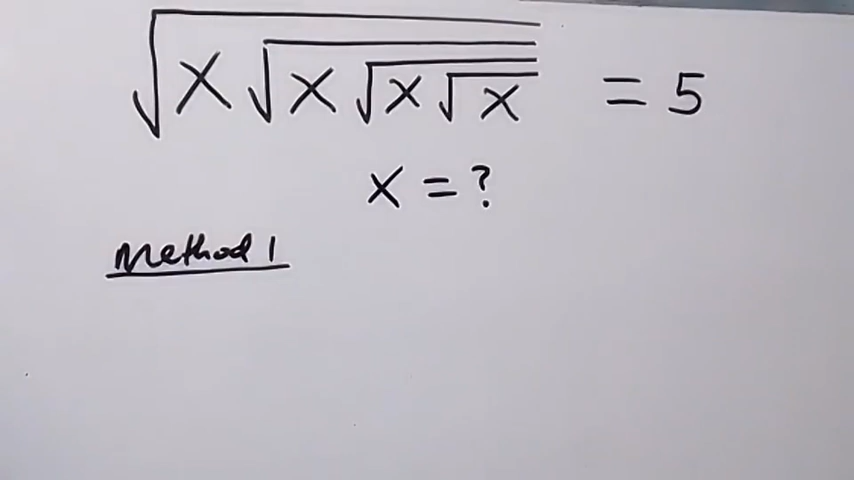 √x√x√x√x = 5
x = ?
Method 1